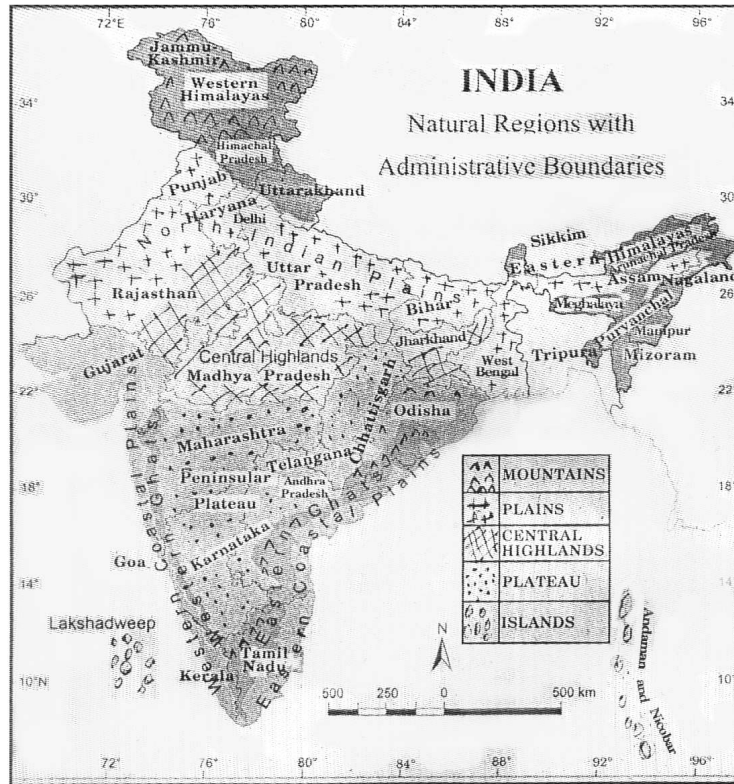 72°E
76°
80°
84°
88°
92°
96°
34°
30°
26°
22°
18°
14°
10°N
34
30
26
22
18°
14
10°
72°
76°
80°
84°
88°
92°
96°
INDIA
Natural Regions with
Administrative Boundaries
Jammu
Kashmir
Western
Himalayas
Himachal
Pradesh
Punjab
Uttarakhand
Haryana
Delhi
North Indian Plains
Uttar
Pradesh
Rajasthan
Bihars
Sikkim
Eastern Himalayas
Arunachal Pradesh
Assam
Nagaland
Meghalaya
Purvanchal
Manipur
Tripura
Mizoram
Jharkhand
West
Bengal
Gujarat
Central Highlands
Madhya Pradesh
Chhattisgarh
Odisha
Maharashtra
Telangana
Peninsular
Plateau
Andhra
Pradesh
Karnataka
Goa
Western Coastal Plains
Western Ghats
Eastern Ghats
Eastern Coastal Plains
Lakshadweep
Kerala
Tamil
Nadu
MOUNTAINS
PLAINS
CENTRAL
HIGHLANDS
PLATEAU
ISLANDS
N
500 250 0 500 km
Andaman and Nicobar